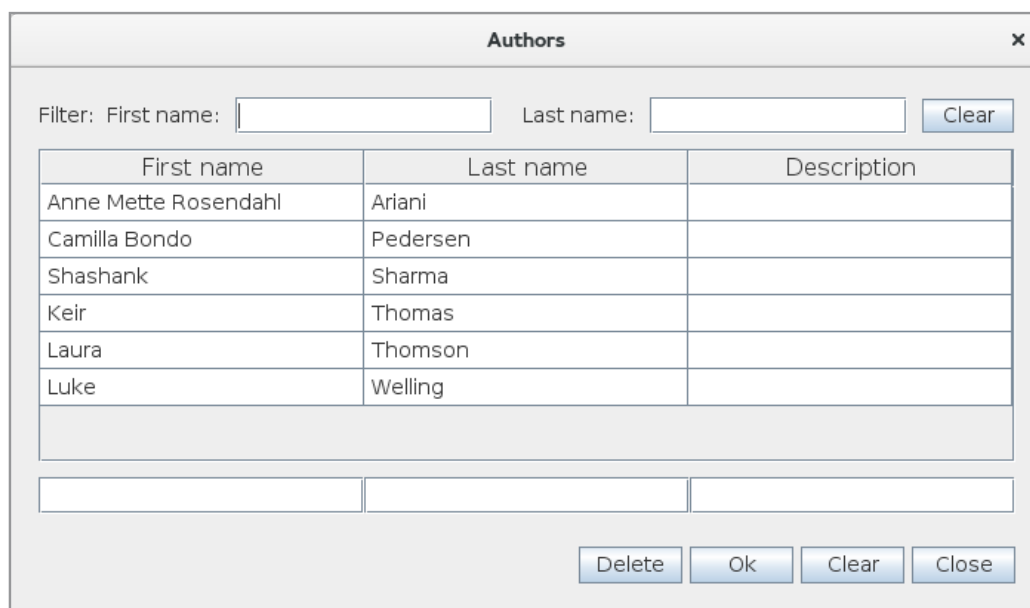 Authors ×
Filter: First name: Last name: Clear
First name Last name Description
Anne Mette Rosendahl Ariani
Camilla Bondo Pedersen
Shashank Sharma
Keir Thomas
Laura Thomson
Luke Welling
Delete Ok Clear Close